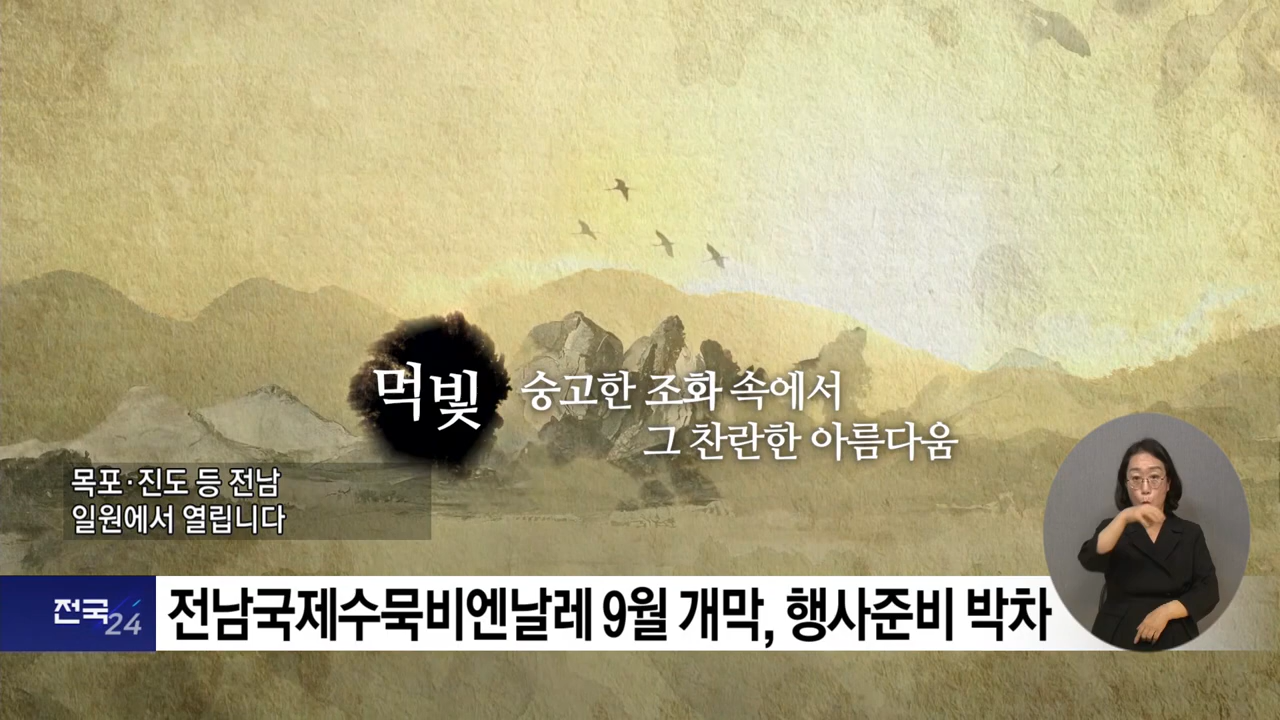 먹빛
숭고한 조화 속에서
그 찬란한 아름다움
목포·진도 등 전남
일원에서 열립니다
전국24
전남국제수묵비엔날레 9월 개막, 행사준비 박차